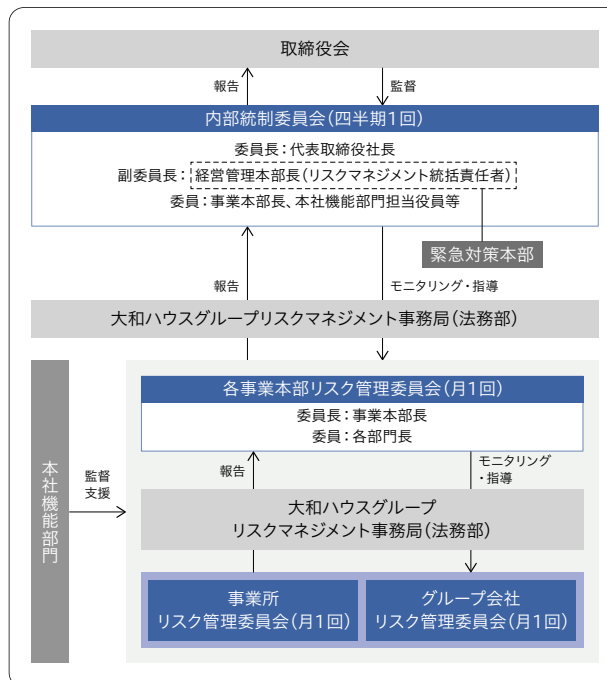 取締役会
報告
監督
内部統制委員会（四半期1回）
委員長：代表取締役社長
副委員長：経営管理本部長（リスクマネジメント統括責任者）
委員：事業本部長、本社機能部門担当役員等
緊急対策本部
報告
モニタリング・指導
大和ハウスグループリスクマネジメント事務局（法務部）
各事業本部リスク管理委員会（月1回）
委員長：事業本部長
委員：各部門長
本社機能部門
監督
支援
報告
モニタリング
・指導
大和ハウスグループ
リスクマネジメント事務局（法務部）
事業所
リスク管理委員会（月1回）
グループ会社
リスク管理委員会（月1回）